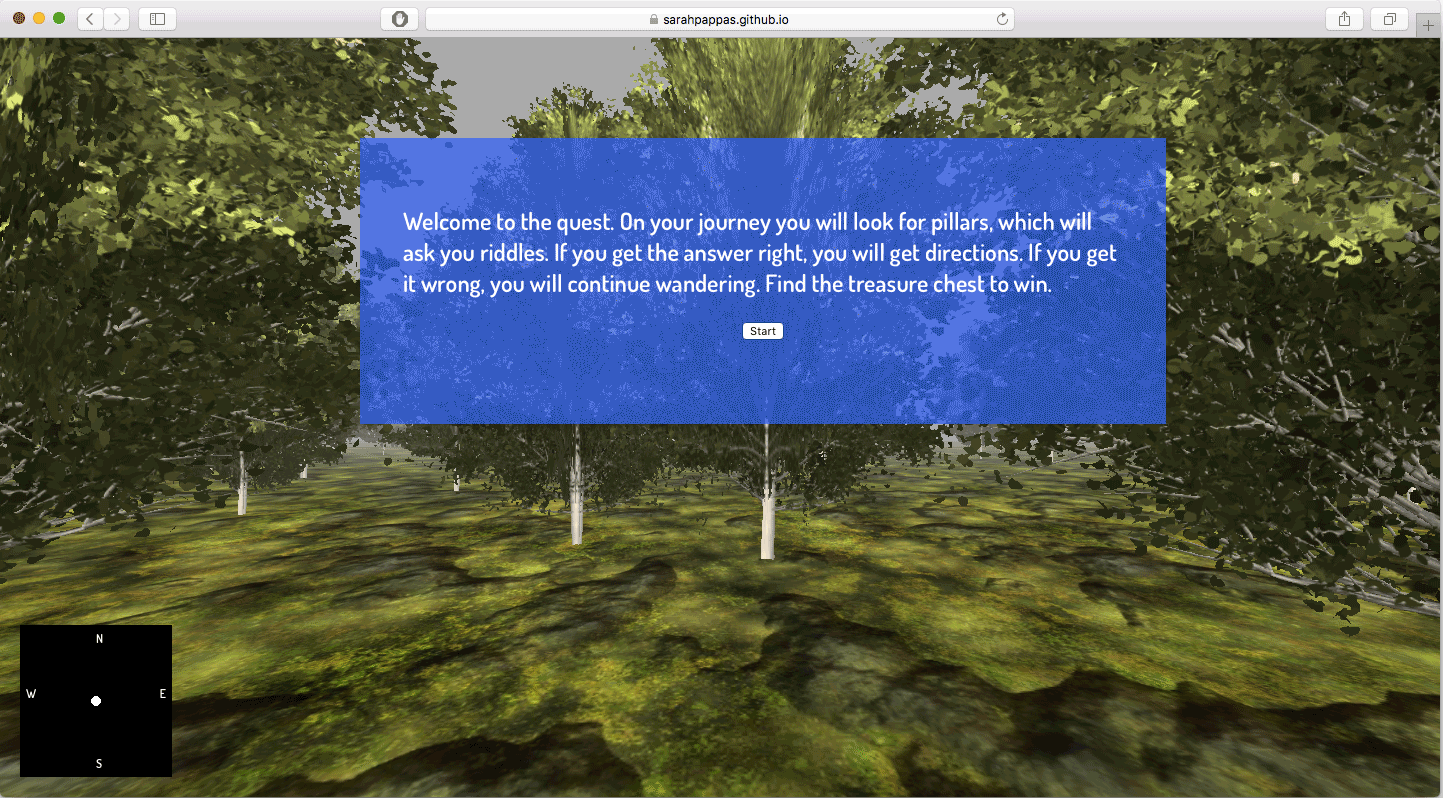 sarahpappas.github.io
Welcome to the quest. On your journey you will look for pillars, which will
ask you riddles. If you get the answer right, you will get directions. If you get
it wrong, you will continue wandering. Find the treasure chest to win.
Start
N
W E
S